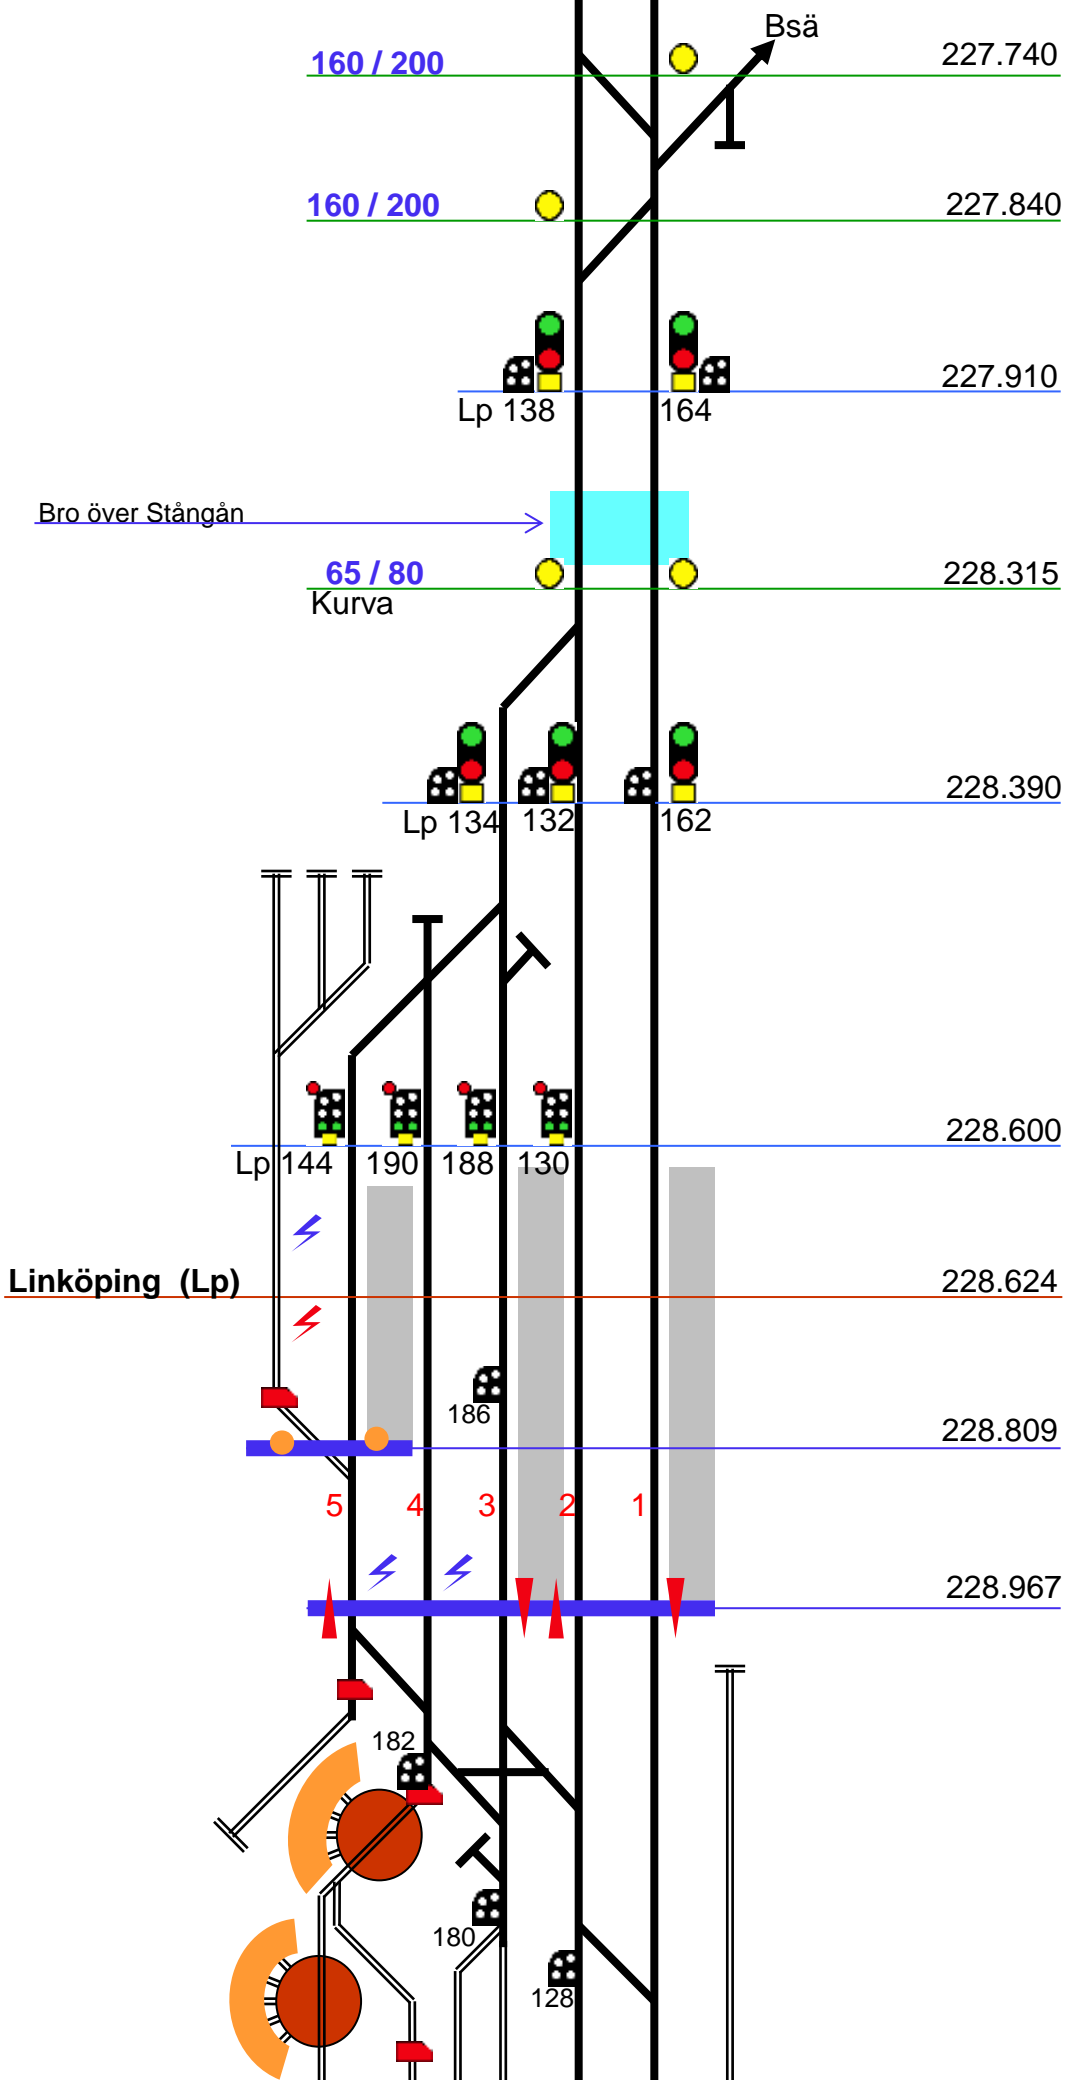 Bsä
160 / 200 227.740
160 / 200 227.840
227.910
Lp 138 164
Bro över Stångån
65 / 80 228.315
Kurva
228.390
Lp 134 132 162
228.600
Lp 144 190 188 130
Linköping (Lp) 228.624
186
228.809
5 4 3 2 1
228.967
182
180
128